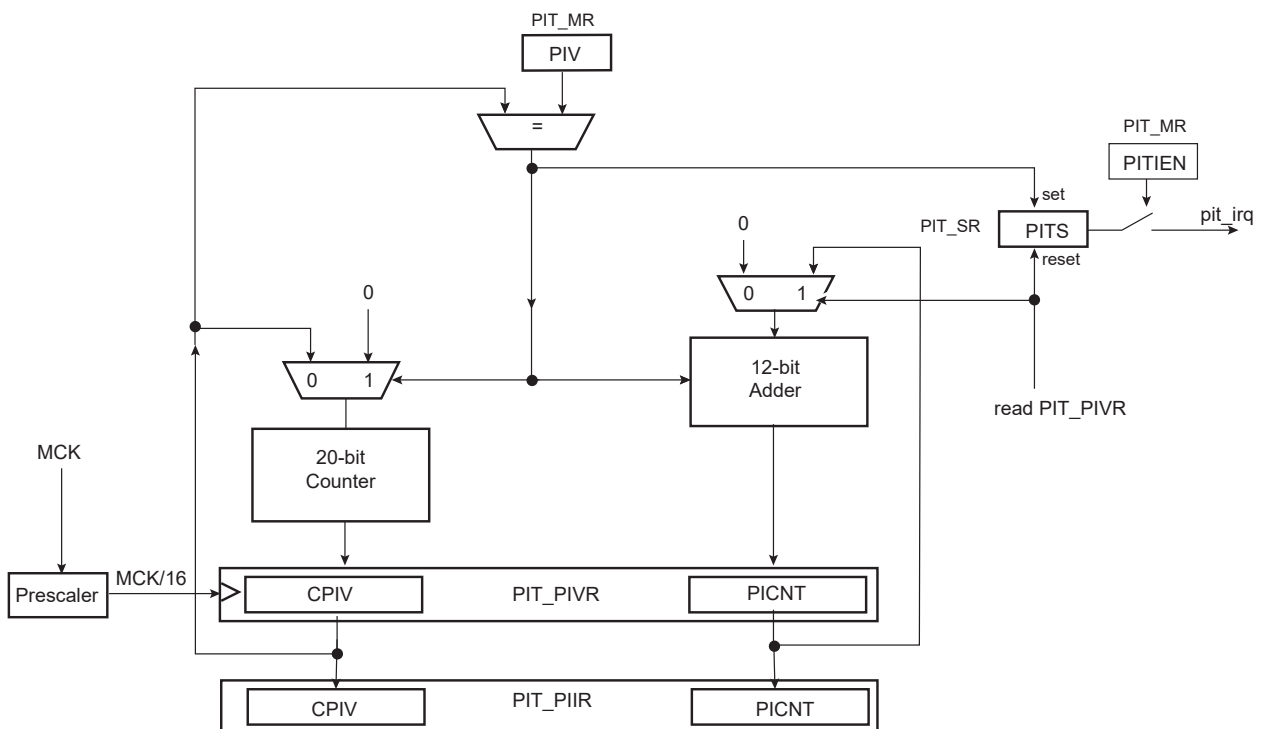 PIT_MR
PIV
=
PIT_MR
PITIEN
set
PIT_SR
PITS
pit_irq
reset
0
0 1
0
0 1
12-bit
Adder
read PIT_PIVR
20-bit
Counter
MCK
MCK/16
Prescaler
CPIV
PIT_PIVR
PICNT
CPIV
PIT_PIIR
PICNT